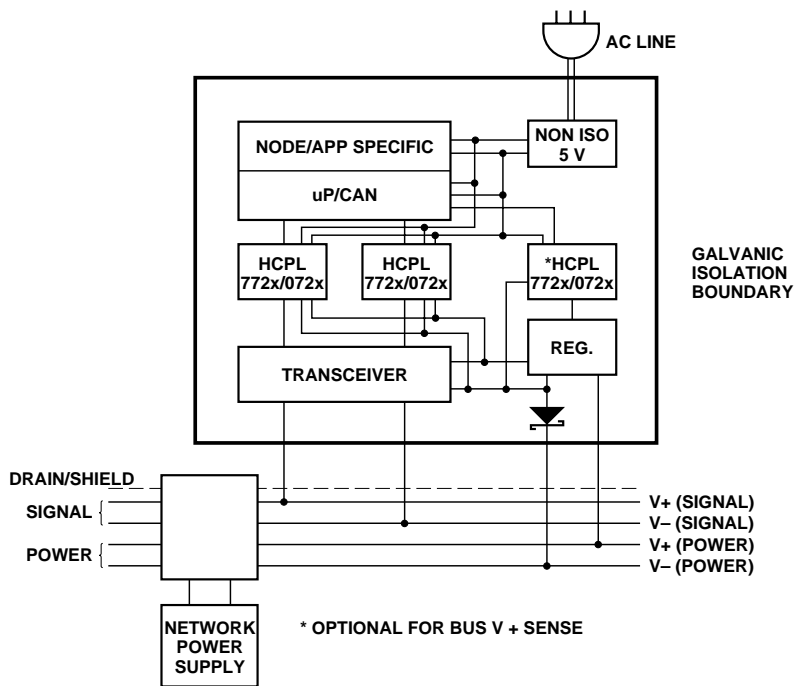 AC LINE
NODE/APP SPECIFIC
NON ISO
5 V
uP/CAN
HCPL
772x/072x
HCPL
772x/072x
*HCPL
772x/072x
GALVANIC
ISOLATION
BOUNDARY
TRANSCEIVER
REG.
DRAIN/SHIELD
SIGNAL
POWER
V+ (SIGNAL)
V– (SIGNAL)
V+ (POWER)
V– (POWER)
NETWORK
POWER
SUPPLY
* OPTIONAL FOR BUS V + SENSE